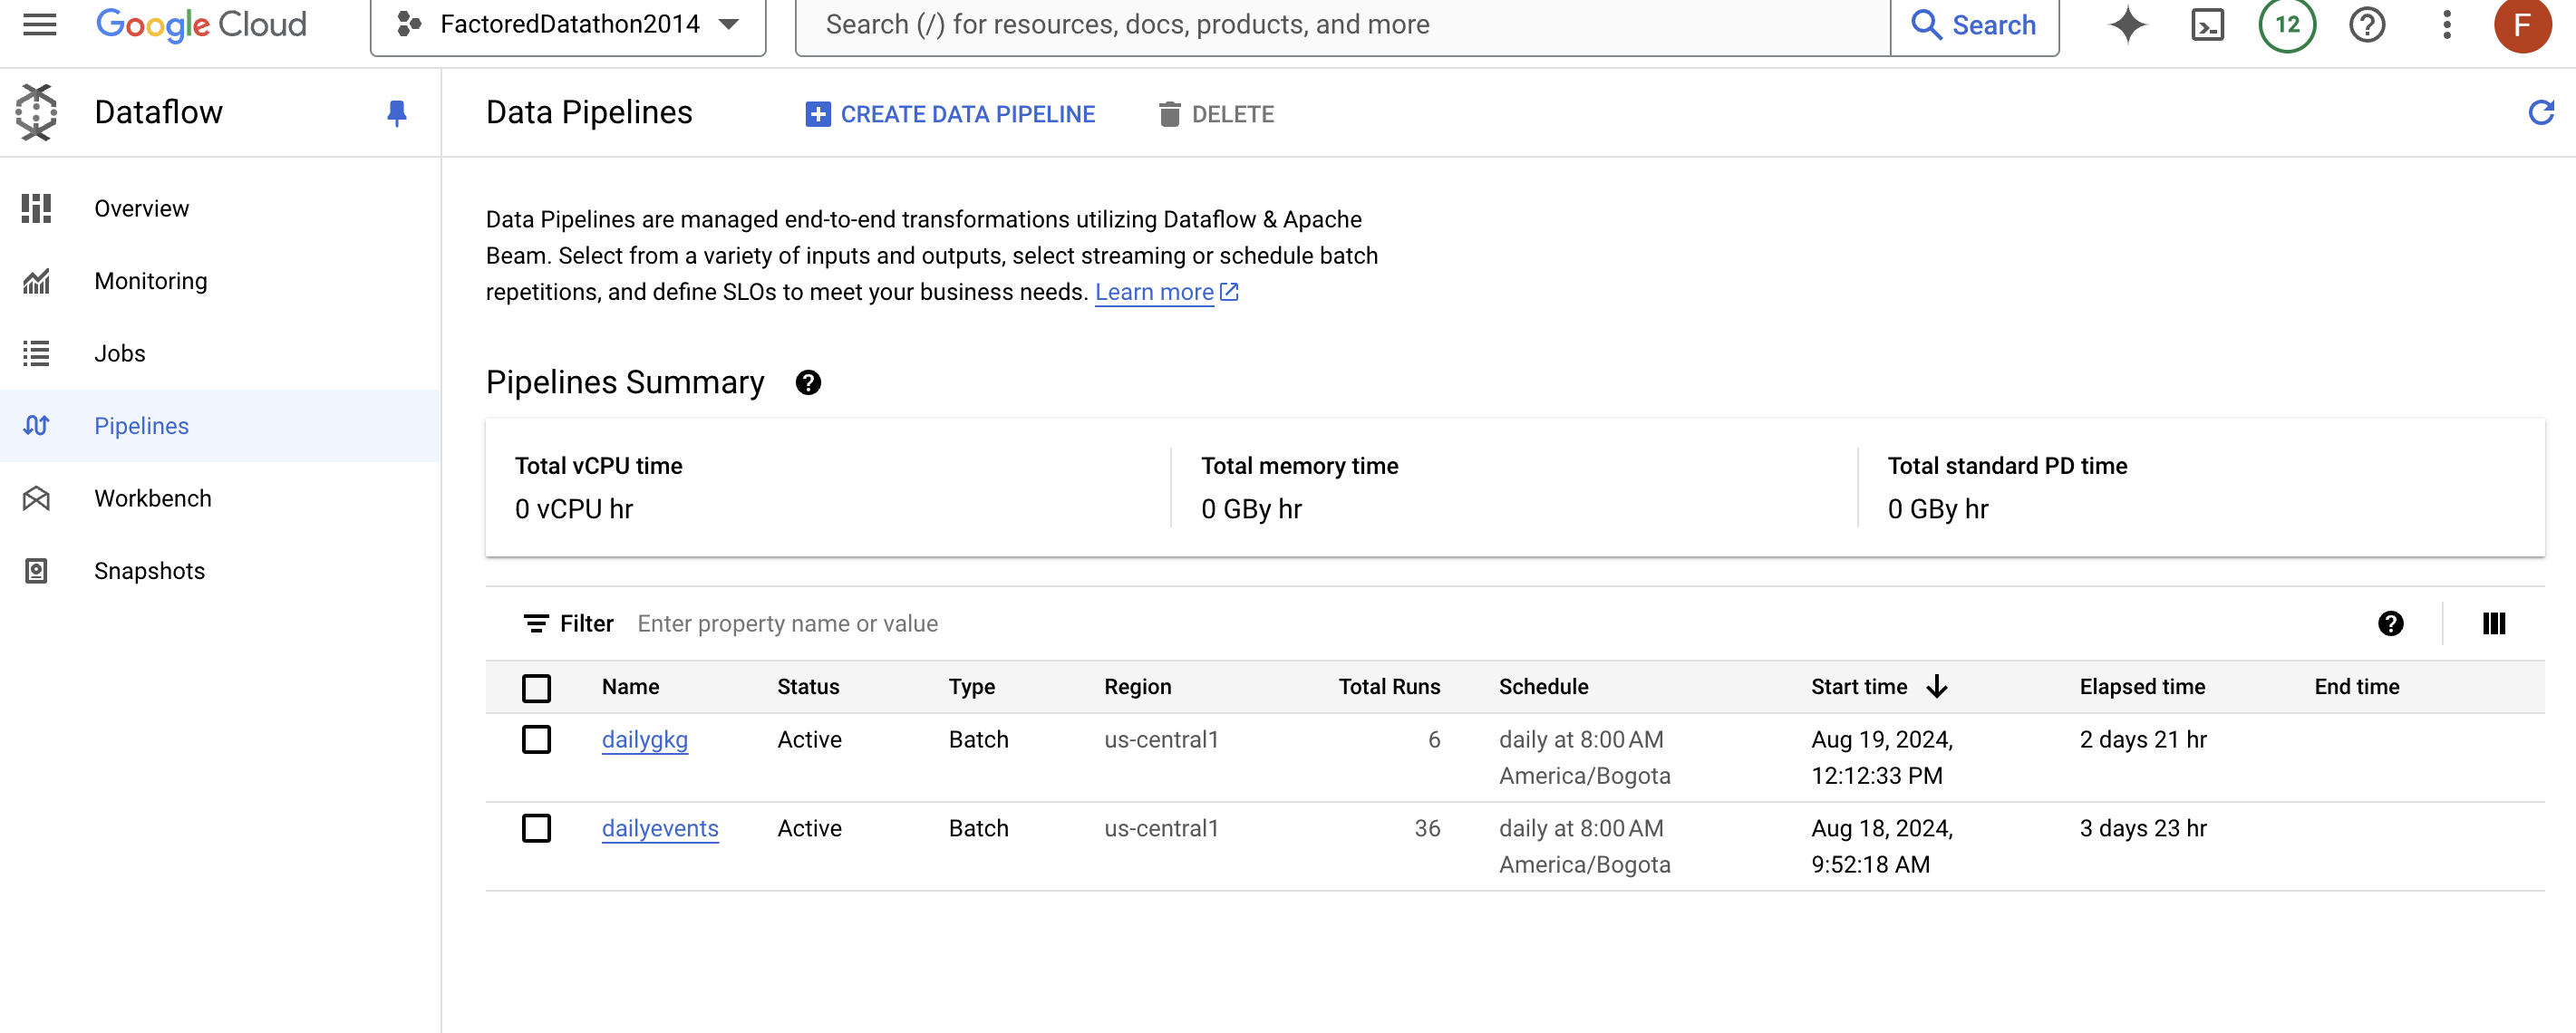 Google Cloud
FactoredDatathon2014
Search (/) for resources, docs, products, and more
Search
12
F
Dataflow
Data Pipelines
CREATE DATA PIPELINE
DELETE
Overview
Monitoring
Jobs
Pipelines
Workbench
Snapshots
Data Pipelines are managed end-to-end transformations utilizing Dataflow & Apache
Beam. Select from a variety of inputs and outputs, select streaming or schedule batch
repetitions, and define SLOs to meet your business needs. Learn more
Pipelines Summary
Total vCPU time
0 vCPU hr
Total memory time
0 GBy hr
Total standard PD time
0 GBy hr
Filter Enter property name or value
Name Status Type Region Total Runs Schedule Start time Elapsed time End time
dailygkg Active Batch us-central1 6 daily at 8:00 AM Aug 19, 2024, 2 days 21 hr
America/Bogota 12:12:33 PM
dailyevents Active Batch us-central1 36 daily at 8:00 AM Aug 18, 2024, 3 days 23 hr
America/Bogota 9:52:18 AM